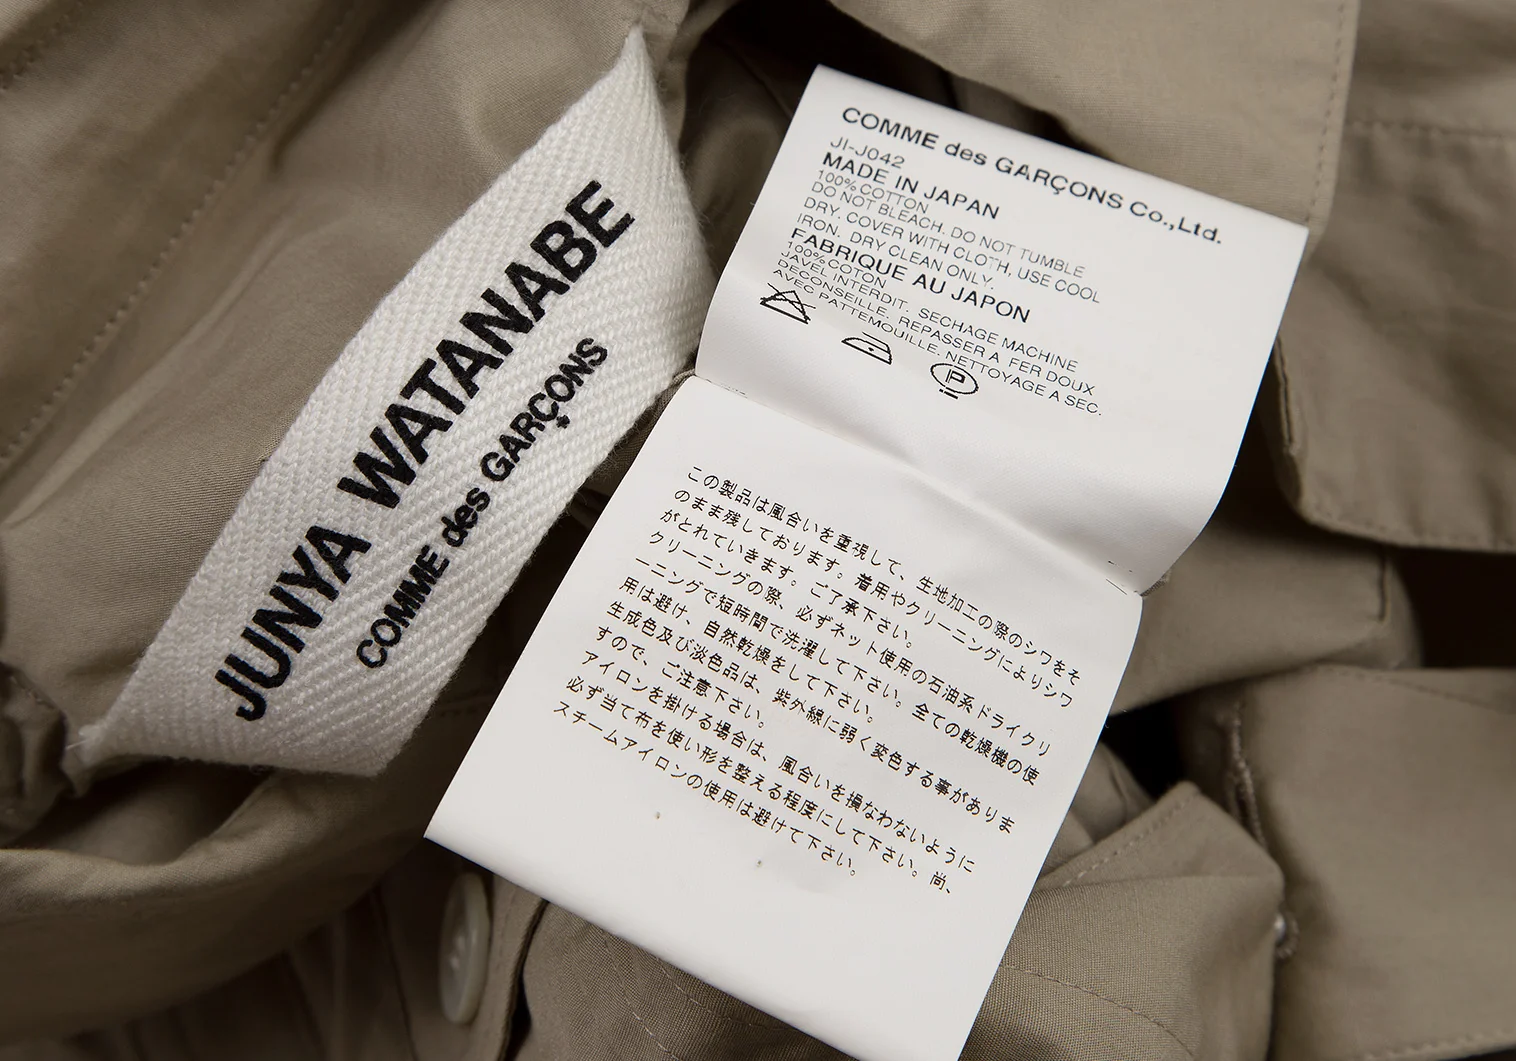 JUNYA WATANABE
COMME des GARÇONS
COMME des GARÇONS Co.,Ltd.
JI-J042
MADE IN JAPAN
100% COTTON
DO NOT BLEACH. DO NOT TUMBLE
DRY. COVER WITH CLOTH, USE COOL
IRON. DRY CLEAN ONLY.
FABRIQUE AU JAPON
100% COTON
JAVEL INTERDIT. SECHAGE MACHINE
DECONSEILLE. REPASSER A FER DOUX
AVEC PATTEMOUILLE. NETTOYAGE A SEC.
P
この製品は風合いを重視して、生地加工の際のシワをそ
のまま残しております。着用やクリーニングによりシワ
がとれていきます。ご了承下さい。
クリーニングの際、必ずネット使用の石油系ドライクリ
ーニングで短時間で洗濯して下さい。全ての乾燥機の使
用は避け、自然乾燥をして下さい。
生成色及び淡色品は、紫外線に弱く変色する事がありま
すので、ご注意下さい。
アイロンを掛ける場合は、風合いを損なわないように
必ず当て布を使い形を整える程度にして下さい。尚、
スチームアイロンの使用は避けて下さい。